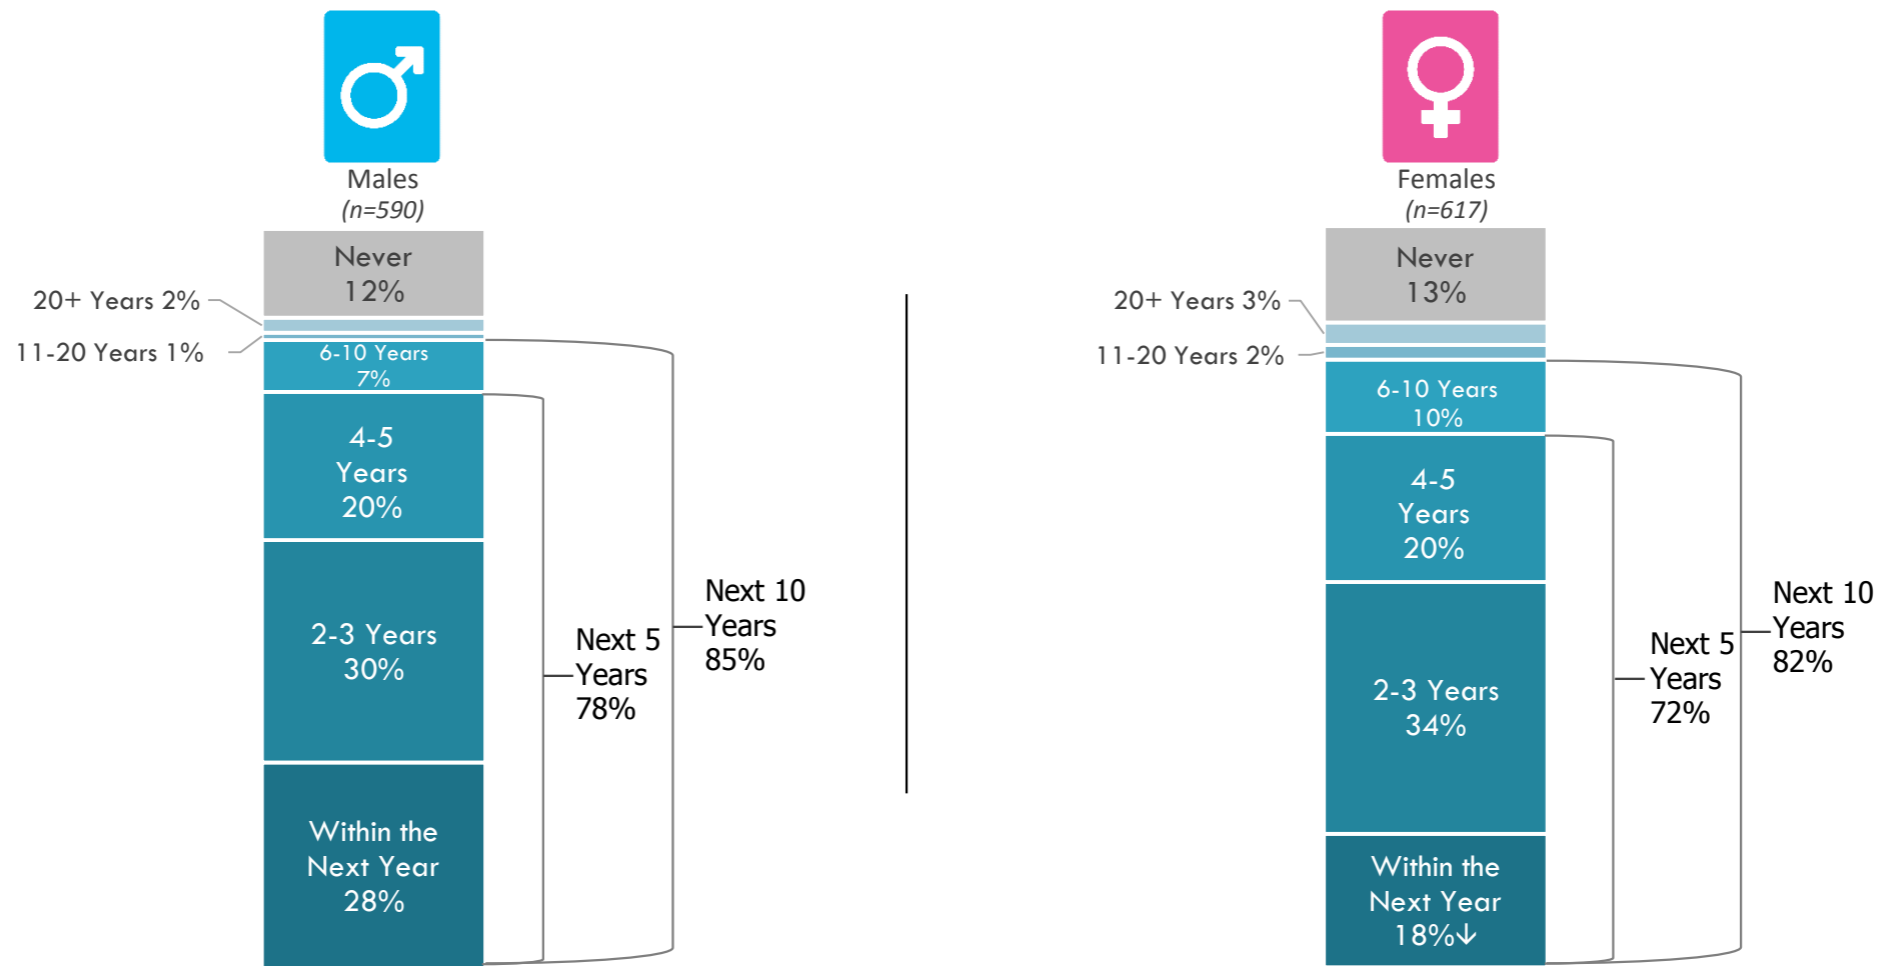 Males
(n=590)
Never
12%
20+ Years 2%
11-20 Years 1%
6-10 Years
7%
4-5
Years
20%
2-3 Years
30%
Within the
Next Year
28%
Next 5
Years
78%
Next 10
Years
85%
Females
(n=617)
Never
13%
20+ Years 3%
11-20 Years 2%
6-10 Years
10%
4-5
Years
20%
2-3 Years
34%
Within the
Next Year
18%↓
Next 5
Years
72%
Next 10
Years
82%